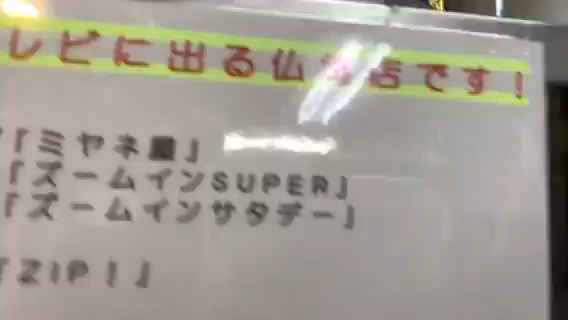 レビに出る仏 店です!
「ミヤネ屋」
「ズームインSUPER」
「ズームインサタデー」
「ZIP!」